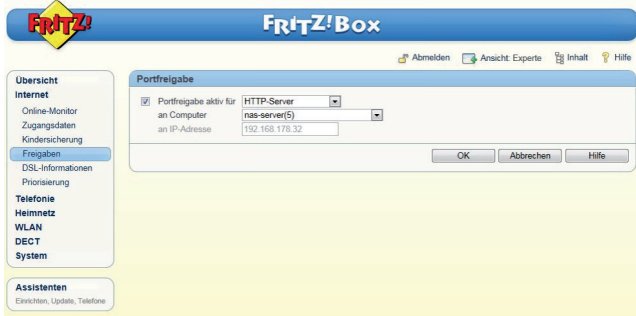 FRITZ!
FRITZ!Box
Abmelden Ansicht: Experte Inhalt Hilfe
Übersicht
Internet
Online-Monitor
Zugangsdaten
Kindersicherung
Freigaben
DSL-Informationen
Priorisierung
Telefonie
Heimnetz
WLAN
DECT
System
Assistenten
Einrichten, Update, Telefone
Portfreigabe
Portfreigabe aktiv für HTTP-Server
an Computer nas-server(5)
an IP-Adresse 192.168.178.32
OK Abbrechen Hilfe